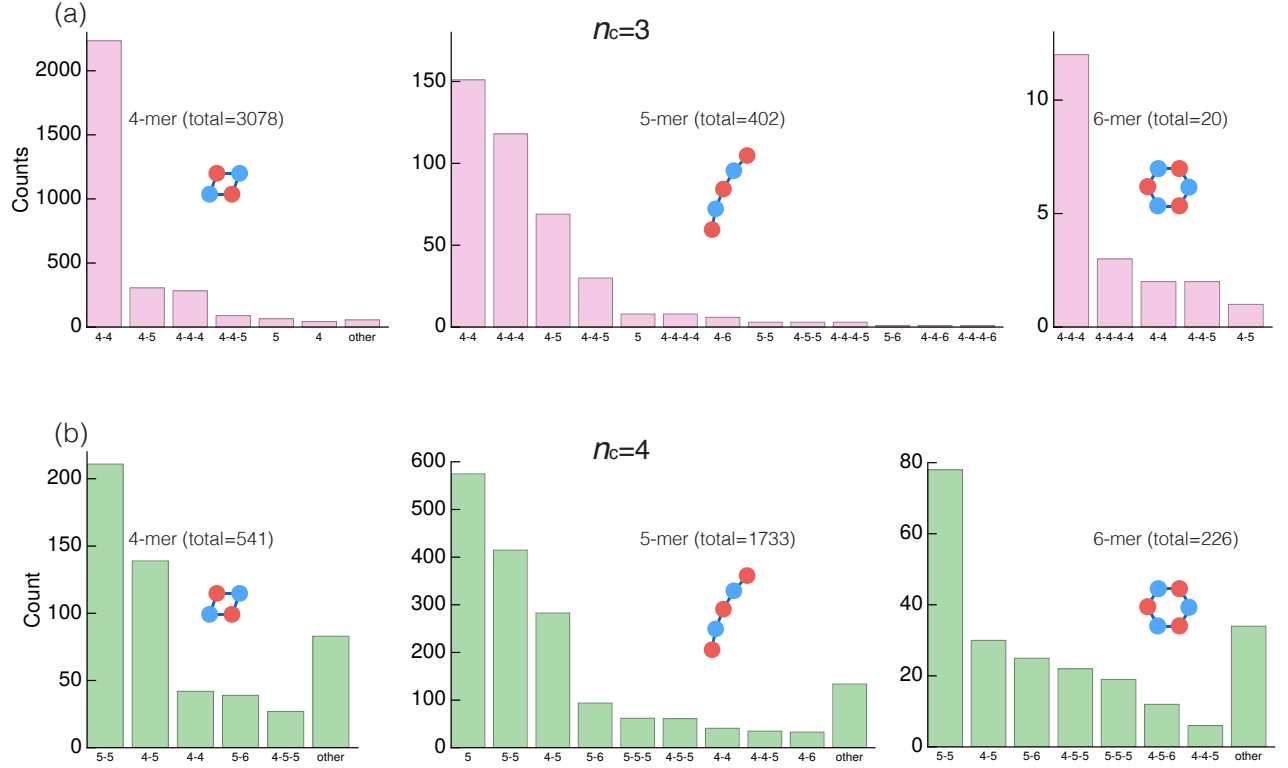 (a)
n_c=3
Counts
2000
1500
1000
500
0
4-mer (total=3078)
4-4 4-5 4-4-4 4-4-5 5 4 other
150
100
50
0
5-mer (total=402)
4-4 4-4-4 4-5 4-4-5 5 4-4-4-4 4-6 5-5 4-5-5 4-4-4-5 5-6 4-4-6 4-4-4-6
10
5
0
6-mer (total=20)
4-4-4 4-4-4-4 4-4 4-4-5 4-5
(b)
n_c=4
Count
200
150
100
50
0
4-mer (total=541)
5-5 4-5 4-4 5-6 4-5-5 other
600
500
400
300
200
100
0
5-mer (total=1733)
5 5-5 4-5 5-6 5-5-5 4-5-5 4-4 4-4-5 4-6 other
80
60
40
20
0
6-mer (total=226)
5-5 4-5 5-6 4-5-5 5-5-5 4-5-6 4-4-5 other